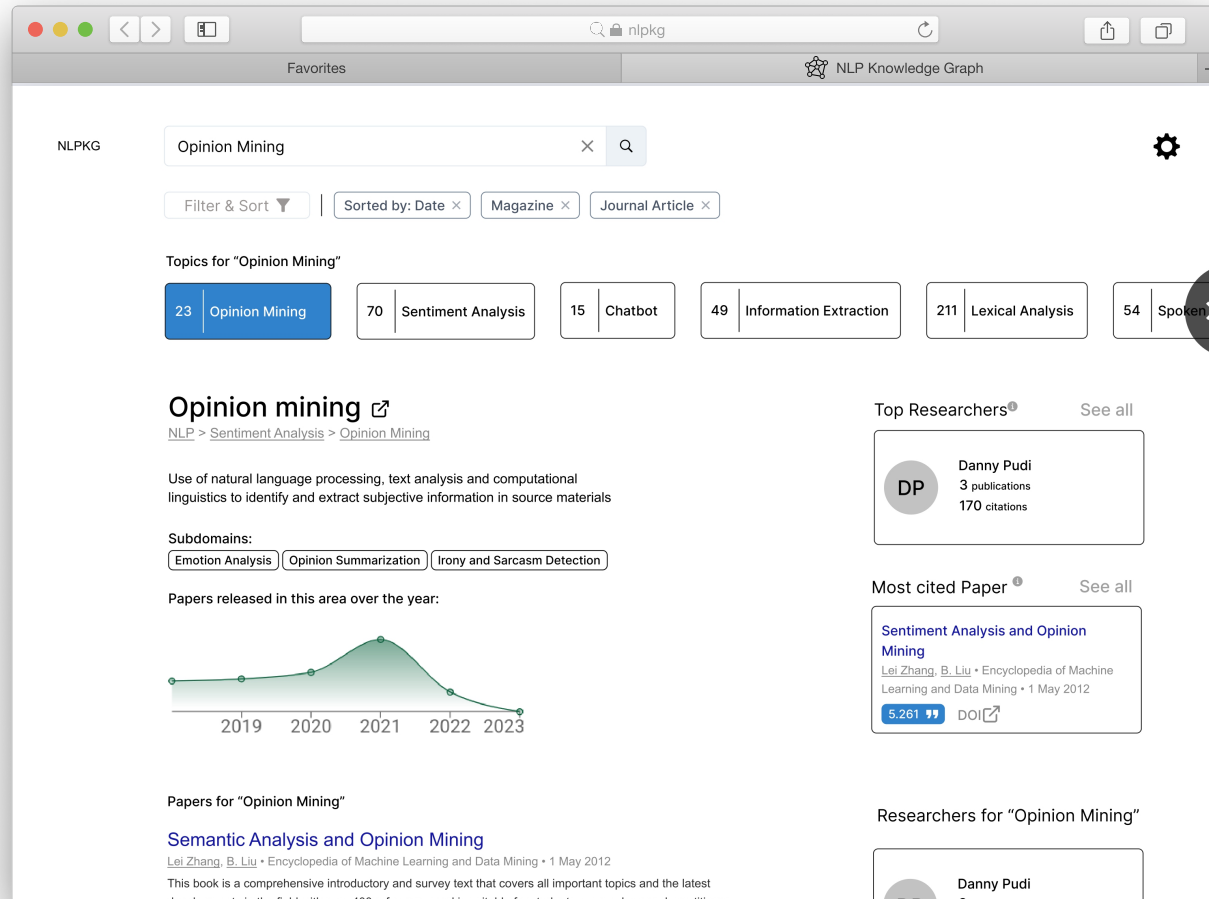 nlpkg
Favorites
NLP Knowledge Graph
NLPKG
Opinion Mining
Filter & Sort
Sorted by: Date ×
Magazine ×
Journal Article ×
Topics for “Opinion Mining”
23 Opinion Mining
70 Sentiment Analysis
15 Chatbot
49 Information Extraction
211 Lexical Analysis
54 Spoken
Opinion mining
NLP > Sentiment Analysis > Opinion Mining
Use of natural language processing, text analysis and computational
linguistics to identify and extract subjective information in source materials
Subdomains:
Emotion Analysis
Opinion Summarization
Irony and Sarcasm Detection
Papers released in this area over the year:
2019 2020 2021 2022 2023
Top Researchers
See all
DP
Danny Pudi
3 publications
170 citations
Most cited Paper
See all
Sentiment Analysis and Opinion
Mining
Lei Zhang, B. Liu • Encyclopedia of Machine
Learning and Data Mining • 1 May 2012
5.261
DOI
Papers for “Opinion Mining”
Semantic Analysis and Opinion Mining
Lei Zhang, B. Liu • Encyclopedia of Machine Learning and Data Mining • 1 May 2012
This book is a comprehensive introductory and survey text that covers all important topics and the latest
Researchers for “Opinion Mining”
Danny Pudi